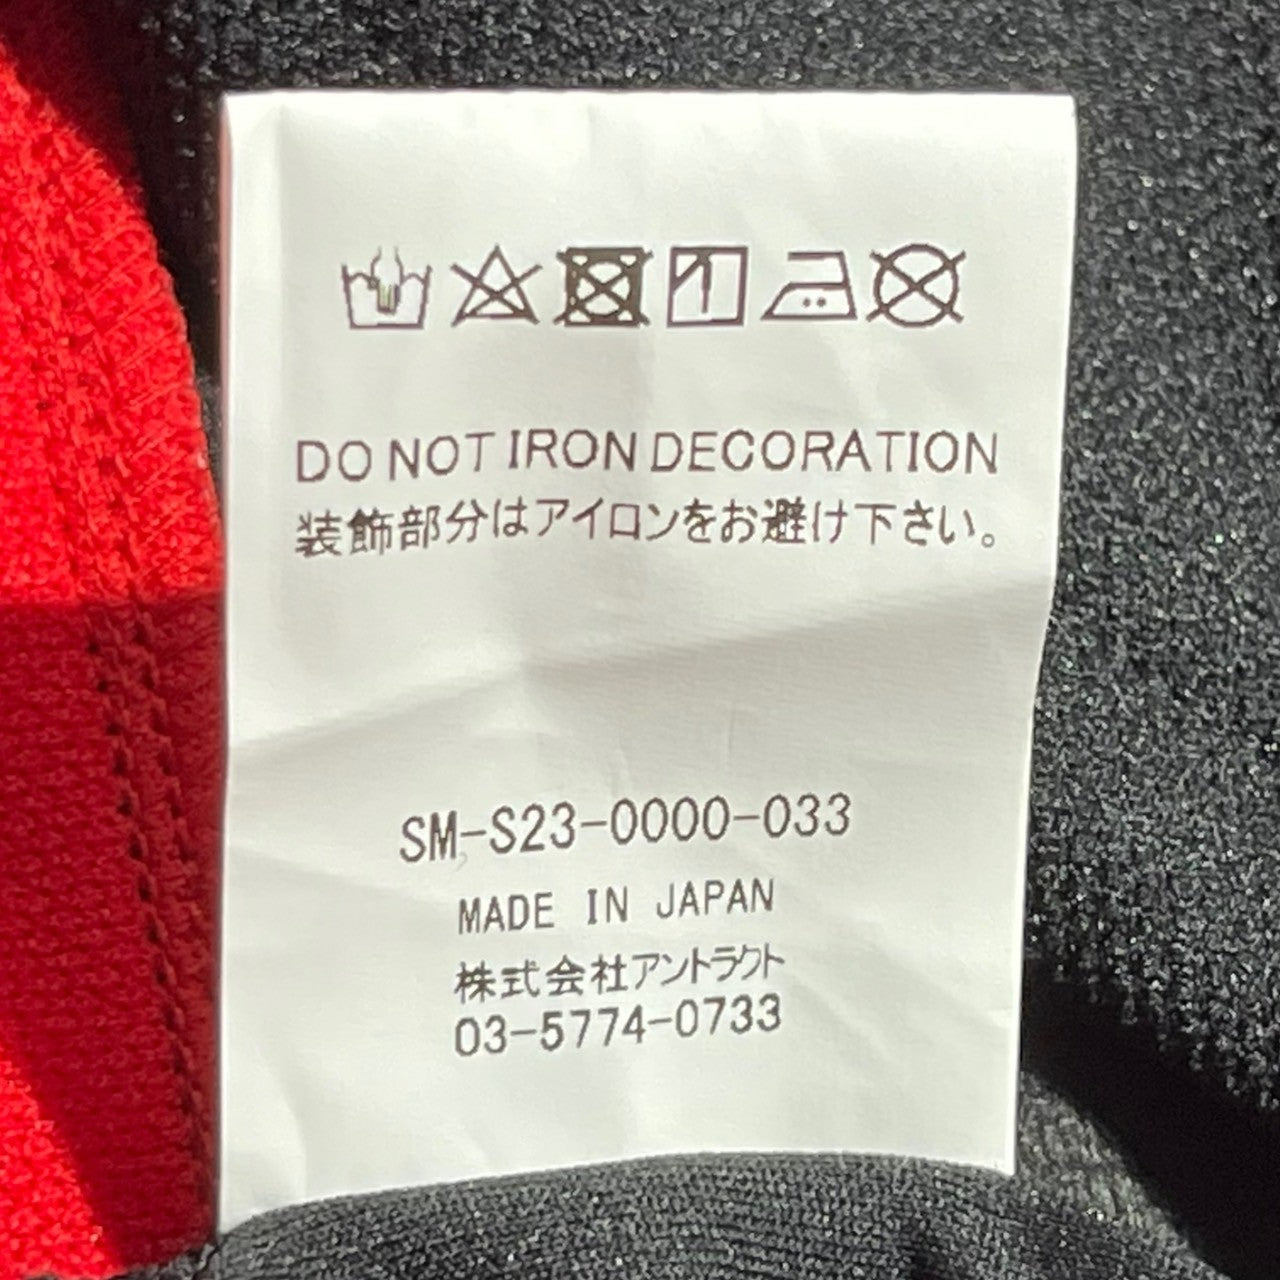 DO NOT IRON DECORATION
装飾部分はアイロンをお避け下さい。
SM-S23-0000-033
MADE IN JAPAN
株式会社アントラクト
03-5774-0733